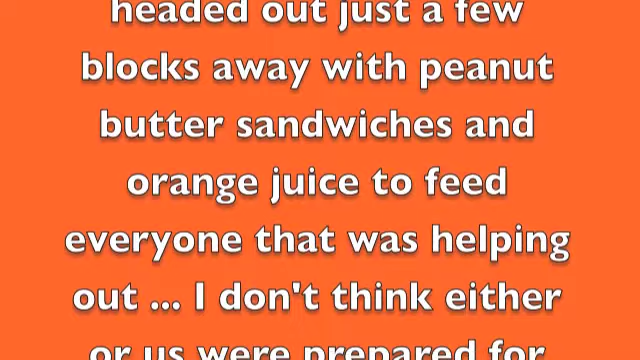 headed out just a few
blocks away with peanut
butter sandwiches and
orange juice to feed
everyone that was helping
out ... I don't think either
or us were prepared for